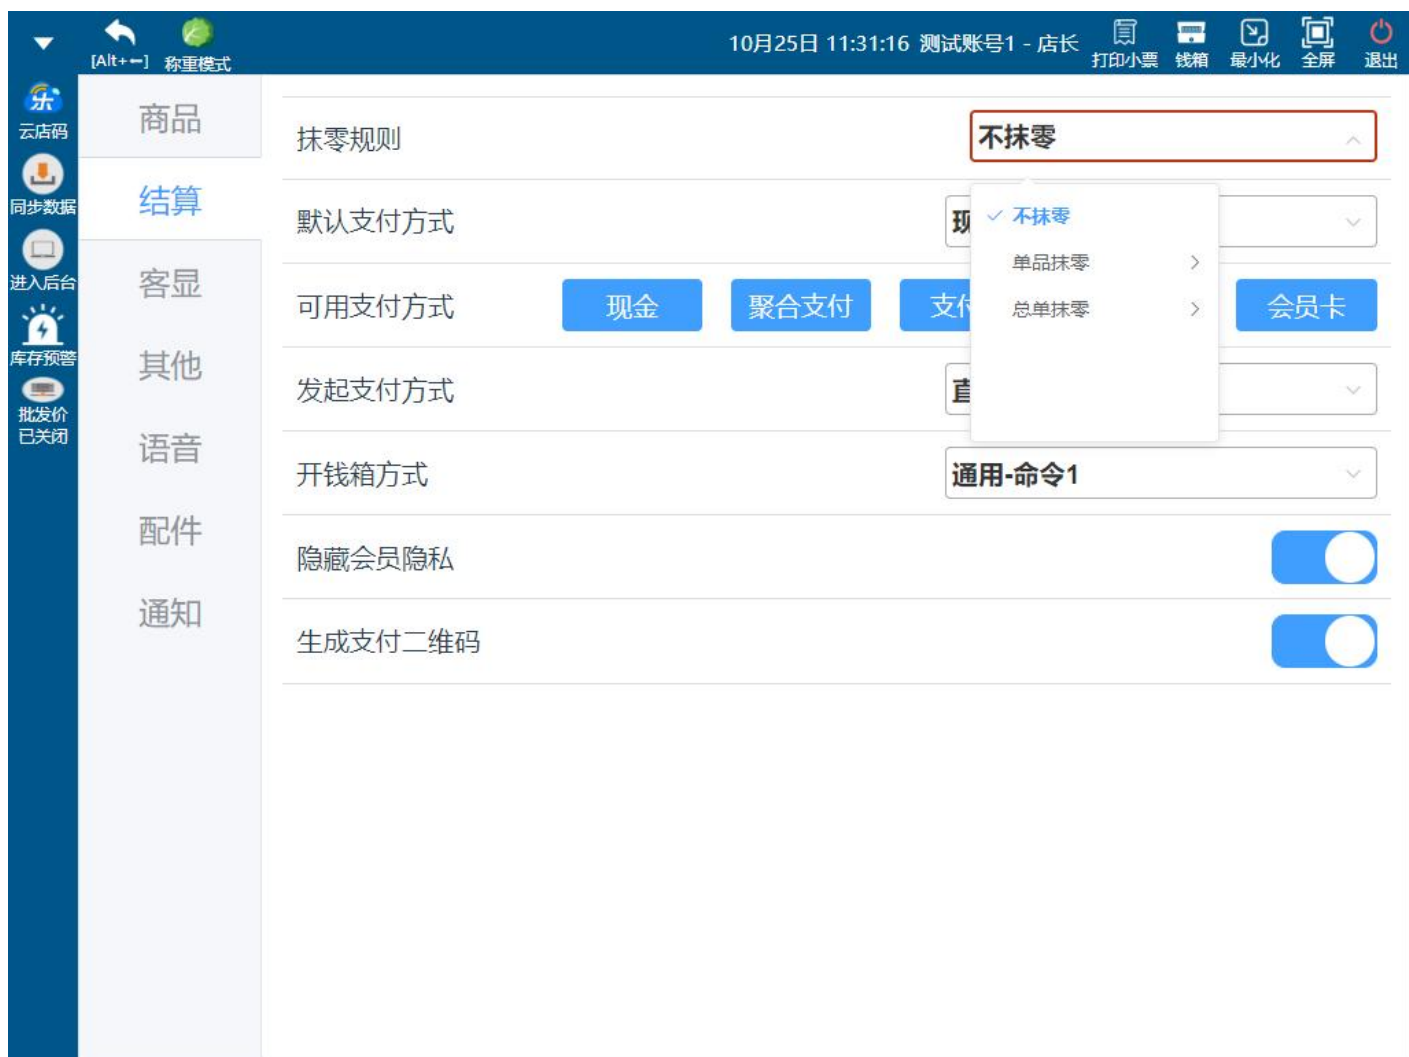 10月25日 11:31:16 测试账号1 - 店长
[Alt+←] 称重模式
打印小票 钱箱 最小化 全屏 退出
云店码
同步数据
进入后台
库存预警
批发价
已关闭
商品
结算
客显
其他
语音
配件
通知
抹零规则 不抹零
不抹零
单品抹零
总单抹零
默认支付方式 现
可用支付方式 现金 聚合支付 支付 会员卡
发起支付方式 直
开钱箱方式 通用-命令1
隐藏会员隐私
生成支付二维码